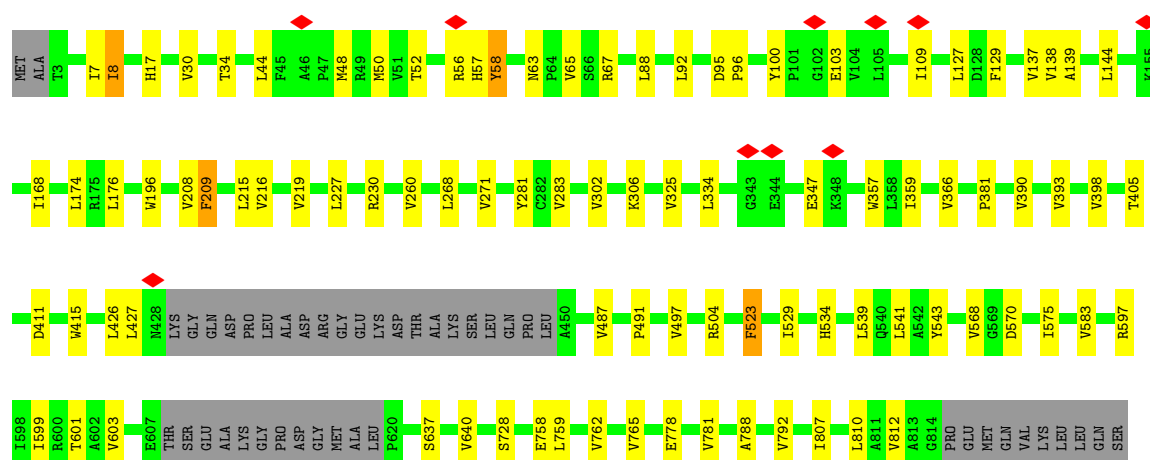 MET ALA T3 I7 I8 H17 V30 T34 L44 F45 A46 P47 M48 R49 M50 V51 T52 R56 H57 Y58 N63 P64 V65 S66 R67 L88 L92 D95 P96 Y100 P101 G102 E103 V104 L105 I109 L127 D128 F129 V137 V138 A139 L144 K155
I168 L174 R175 L176 W196 V208 F209 L215 V216 V219 L227 R230 V260 L268 V271 Y281 C282 V283 V302 K306 V325 L334 G343 E344 E347 K348 W357 L358 I359 V366 P381 V390 V393 V398 T405
D411 W415 L426 L427 N428 LYS GLY GLN ASP PRO LEU ALA ASP ARG GLY GLU LYS ASP THR ALA LYS SER LEU GLN PRO LEU A450 V487 P491 V497 R504 F523 I529 H534 L539 Q540 L541 A542 Y543 V568 G569 D570 I575 V583 R597
I598 I599 R600 T601 A602 V603 E607 THR SER GLU ALA LYS GLY PRO ASP GLY MET ALA LEU P620 S637 V640 S728 E758 L759 V762 V765 E778 V781 A788 V792 I807 L810 A811 V812 A813 G814 PRO GLU MET GLN VAL LYS LEU LEU GLN SER